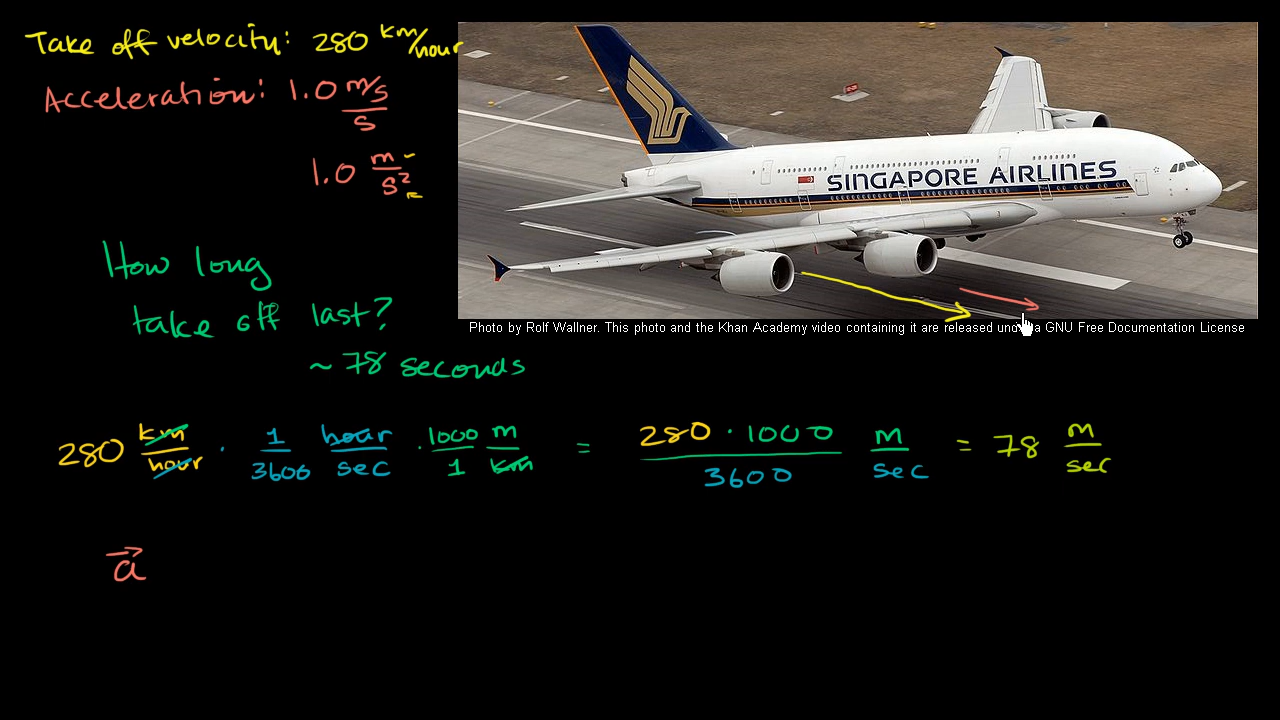 Take off velocity: 280 km/hour
Acceleration: 1.0 m/s/s
1.0 m/s²
SINGAPORE AIRLINES
Photo by Rolf Wallner. This photo and the Khan Academy video containing it are released a GNU Free Documentation License
How long
take off last?
~ 78 seconds
280 km/hour · 1/3600 hour/sec · 1000/1 m/km = 280 · 1000/3600 m/sec = 78 m/sec
a⃗